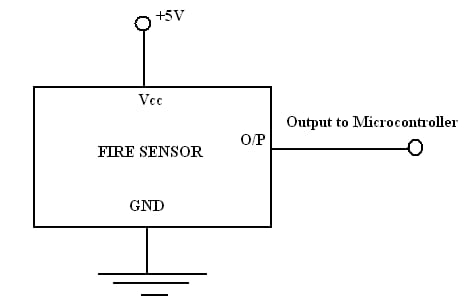 +5V
Vcc
O/P
Output to Microcontroller
FIRE SENSOR
GND